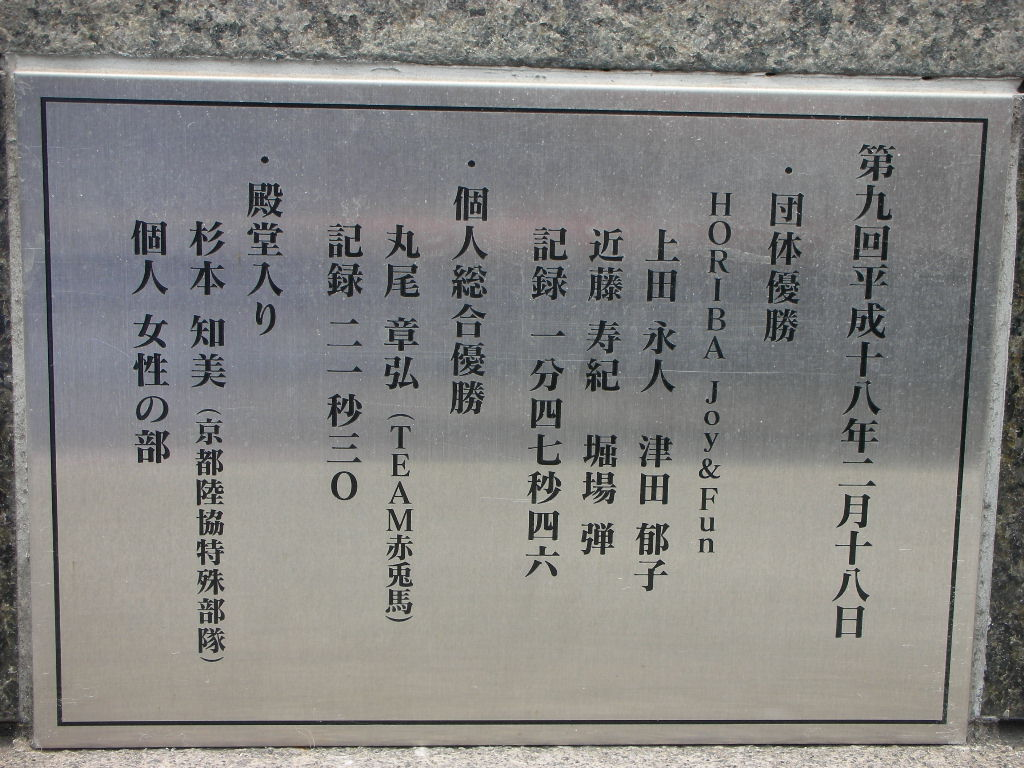 第九回平成十八年二月十八日
・団体優勝
HORIBA Joy&Fun
上田 永人 津田 郁子
近藤 寿紀 堀場 弾
記録 一分四七秒四六
・個人総合優勝
丸尾 章弘 (TEAM赤兎馬)
記録 二一秒三〇
・殿堂入り
杉本 知美 (京都陸協特殊部隊)
個人 女性の部